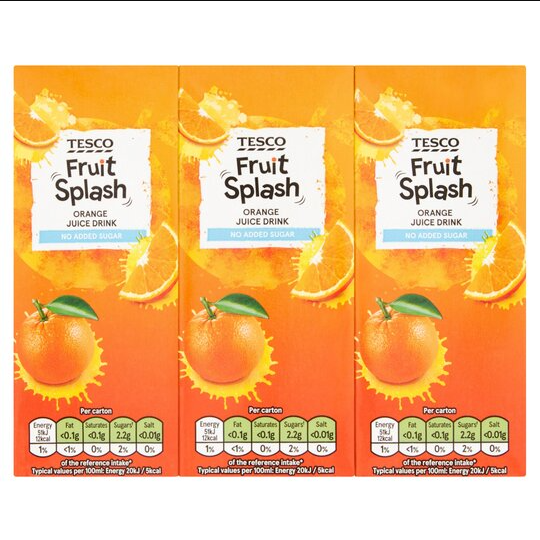 TESCO
Fruit
Splash
ORANGE
JUICE DRINK
NO ADDED SUGAR
Per carton
Energy
51kJ
12kcal
1%
Fat
<0.1g
<1%
Saturates
<0.1g
0%
Sugars*
2.2g
2%
Salt
<0.01g
0%
of the reference intake*
Typical values per 100ml: Energy 20kJ / 5kcal
TESCO
Fruit
Splash
ORANGE
JUICE DRINK
NO ADDED SUGAR
Per carton
Energy
51kJ
12kcal
1%
Fat
<0.1g
<1%
Saturates
<0.1g
0%
Sugars*
2.2g
2%
Salt
<0.01g
0%
of the reference intake*
Typical values per 100ml: Energy 20kJ / 5kcal
TESCO
Fruit
Splash
ORANGE
JUICE DRINK
NO ADDED SUGAR
Per carton
Energy
51kJ
12kcal
1%
Fat
<0.1g
<1%
Saturates
<0.1g
0%
Sugars*
2.2g
2%
Salt
<0.01g
0%
of the reference intake*
Typical values per 100ml: Energy 20kJ / 5kcal